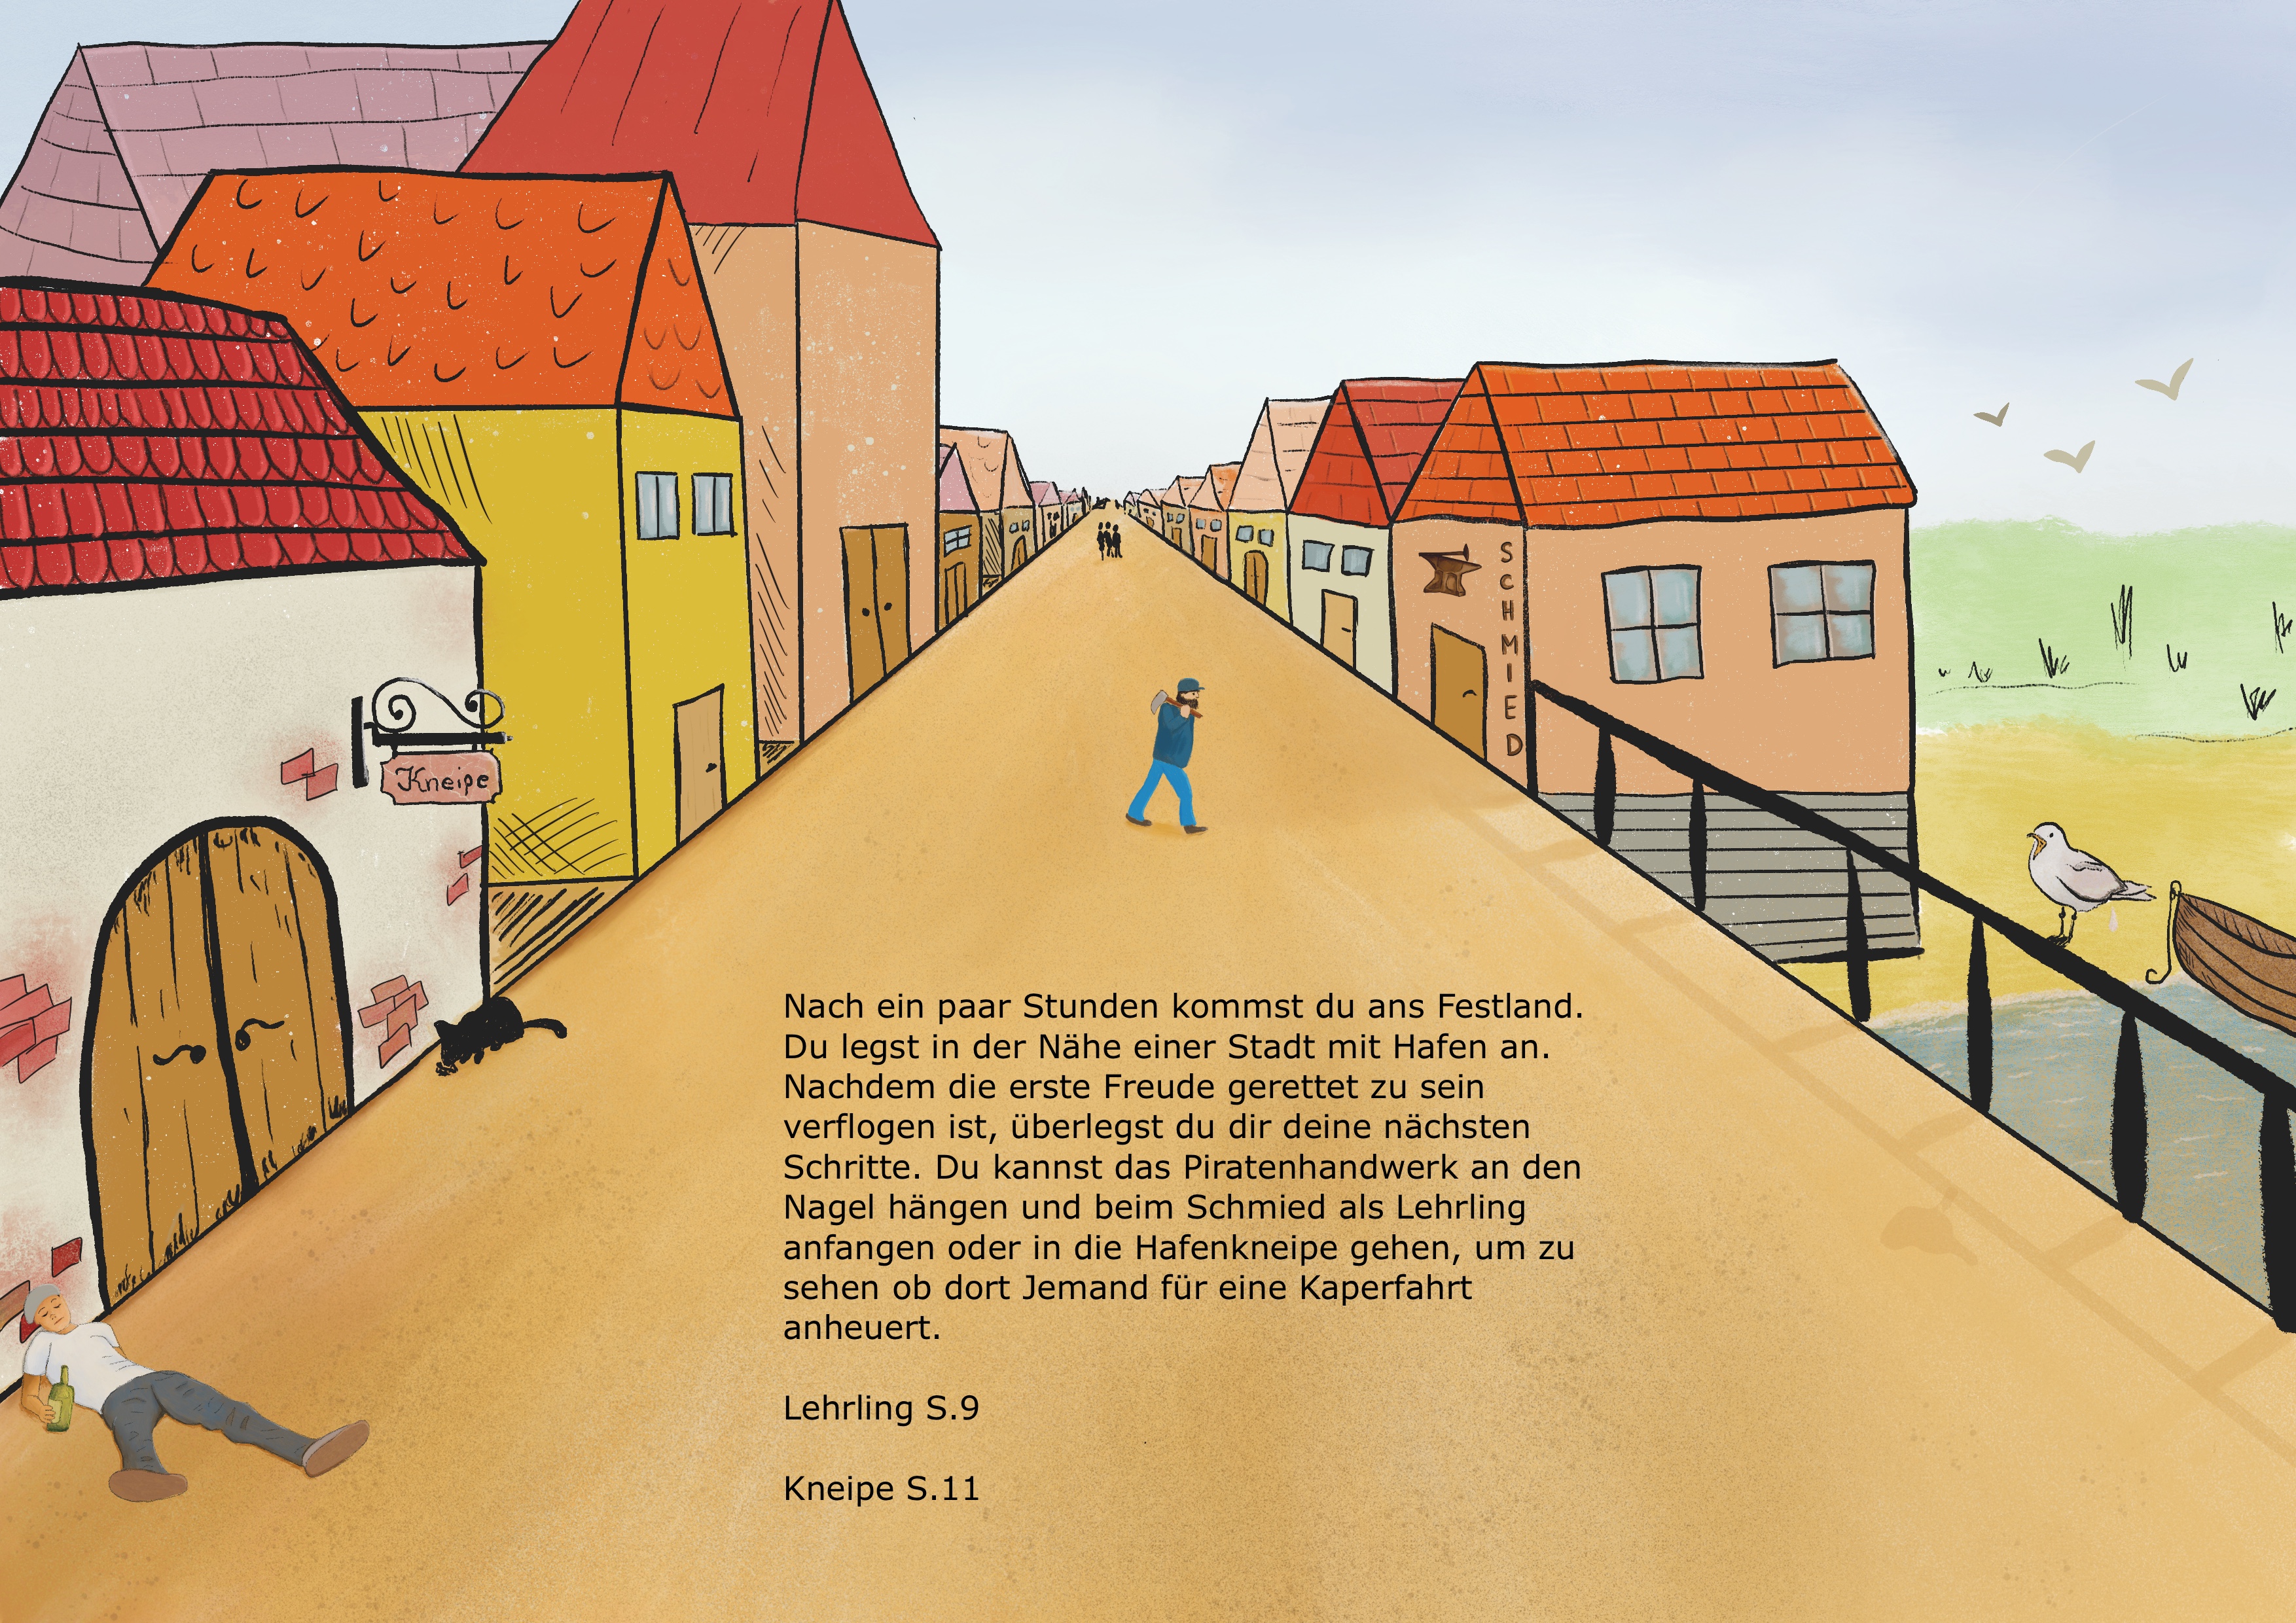 SCHMIED
Kneipe
Nach ein paar Stunden kommst du ans Festland.
Du legst in der Nähe einer Stadt mit Hafen an.
Nachdem die erste Freude gerettet zu sein
verflogen ist, überlegst du dir deine nächsten
Schritte. Du kannst das Piratenhandwerk an den
Nagel hängen und beim Schmied als Lehrling
anfangen oder in die Hafenkneipe gehen, um zu
sehen ob dort Jemand für eine Kaperfahrt
anheuert.
Lehrling S.9
Kneipe S.11